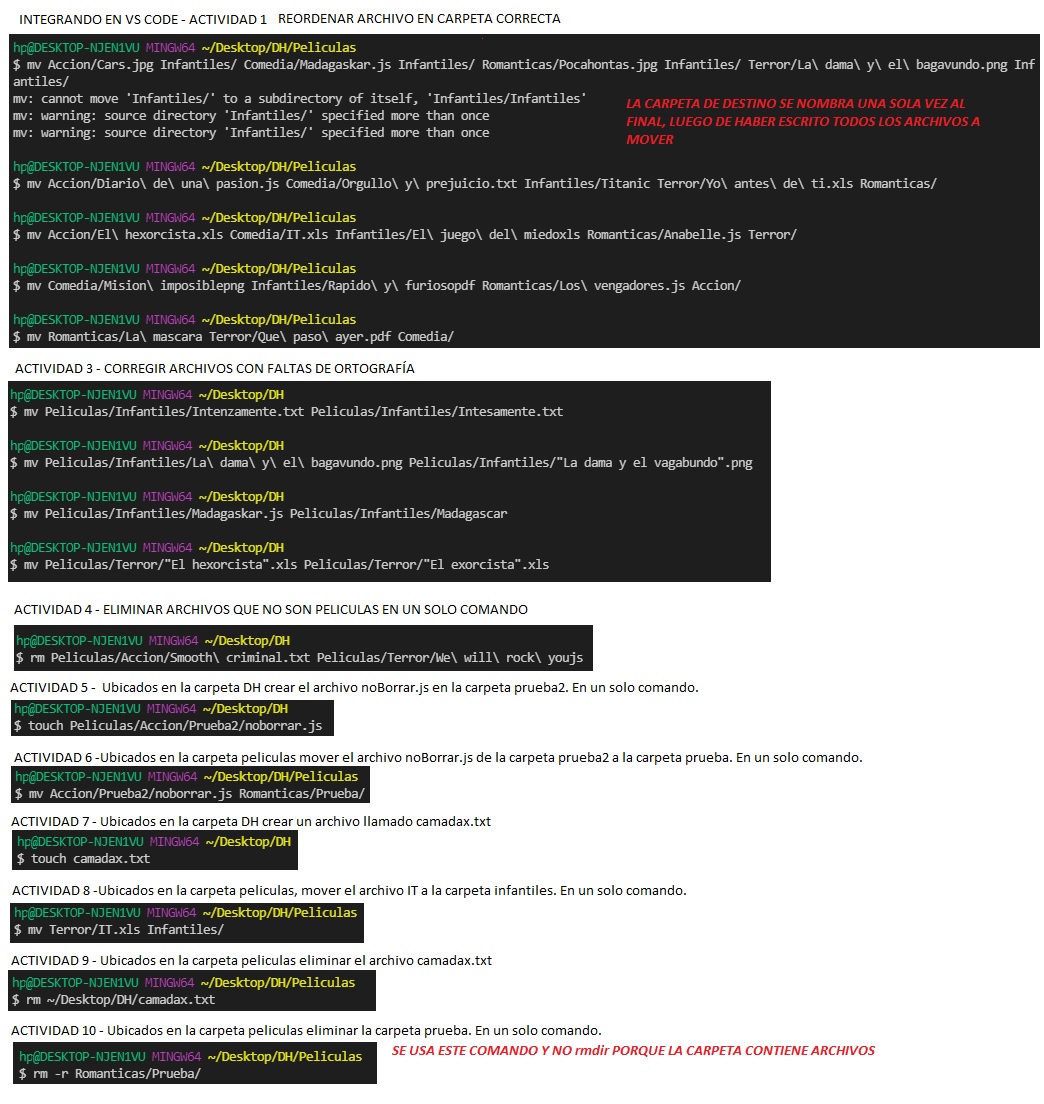 INTEGRANDO EN VS CODE - ACTIVIDAD 1 REORDENAR ARCHIVO EN CARPETA CORRECTA
hp@DESKTOP-NJEN1VU MINGW64 ~/Desktop/DH/Peliculas
$ mv Accion/Cars.jpg Infantiles/ Comedia/Madagaskar.js Infantiles/ Romanticas/Pocahontas.jpg Infantiles/ Terror/La\ dama\ y\ el\ bagavundo.png Inf
antiles/
mv: cannot move 'Infantiles/' to a subdirectory of itself, 'Infantiles/Infantiles'
mv: warning: source directory 'Infantiles/' specified more than once
mv: warning: source directory 'Infantiles/' specified more than once
LA CARPETA DE DESTINO SE NOMBRA UNA SOLA VEZ AL
FINAL, LUEGO DE HABER ESCRITO TODOS LOS ARCHIVOS A
MOVER
hp@DESKTOP-NJEN1VU MINGW64 ~/Desktop/DH/Peliculas
$ mv Accion/Diario\ de\ una\ pasion.js Comedia/Orgullo\ y\ prejuicio.txt Infantiles/Titanic Terror/Yo\ antes\ de\ ti.xls Romanticas/
hp@DESKTOP-NJEN1VU MINGW64 ~/Desktop/DH/Peliculas
$ mv Accion/El\ hexorcista.xls Comedia/IT.xls Infantiles/El\ juego\ del\ miedoxls Romanticas/Anabelle.js Terror/
hp@DESKTOP-NJEN1VU MINGW64 ~/Desktop/DH/Peliculas
$ mv Comedia/Mision\ imposiblepng Infantiles/Rapido\ y\ furiosopdf Romanticas/Los\ vengadores.js Accion/
hp@DESKTOP-NJEN1VU MINGW64 ~/Desktop/DH/Peliculas
$ mv Romanticas/La\ mascara Terror/Que\ paso\ ayer.pdf Comedia/
ACTIVIDAD 3 - CORREGIR ARCHIVOS CON FALTAS DE ORTOGRAFÍA
hp@DESKTOP-NJEN1VU MINGW64 ~/Desktop/DH
$ mv Peliculas/Infantiles/Intenzamente.txt Peliculas/Infantiles/Intesamente.txt
hp@DESKTOP-NJEN1VU MINGW64 ~/Desktop/DH
$ mv Peliculas/Infantiles/La\ dama\ y\ el\ bagavundo.png Peliculas/Infantiles/"La dama y el vagabundo".png
hp@DESKTOP-NJEN1VU MINGW64 ~/Desktop/DH
$ mv Peliculas/Infantiles/Madagaskar.js Peliculas/Infantiles/Madagascar
hp@DESKTOP-NJEN1VU MINGW64 ~/Desktop/DH
$ mv Peliculas/Terror/"El hexorcista".xls Peliculas/Terror/"El exorcista".xls
ACTIVIDAD 4 - ELIMINAR ARCHIVOS QUE NO SON PELICULAS EN UN SOLO COMANDO
hp@DESKTOP-NJEN1VU MINGW64 ~/Desktop/DH
$ rm Peliculas/Accion/Smooth\ criminal.txt Peliculas/Terror/We\ will\ rock\ youjs
ACTIVIDAD 5 - Ubicados en la carpeta DH crear el archivo noBorrar.js en la carpeta prueba2. En un solo comando.
hp@DESKTOP-NJEN1VU MINGW64 ~/Desktop/DH
$ touch Peliculas/Accion/Prueba2/noborrar.js
ACTIVIDAD 6 -Ubicados en la carpeta peliculas mover el archivo noBorrar.js de la carpeta prueba2 a la carpeta prueba. En un solo comando.
hp@DESKTOP-NJEN1VU MINGW64 ~/Desktop/DH/Peliculas
$ mv Accion/Prueba2/noborrar.js Romanticas/Prueba/
ACTIVIDAD 7 - Ubicados en la carpeta DH crear un archivo llamado camadax.txt
hp@DESKTOP-NJEN1VU MINGW64 ~/Desktop/DH
$ touch camadax.txt
ACTIVIDAD 8 -Ubicados en la carpeta peliculas, mover el archivo IT a la carpeta infantiles. En un solo comando.
hp@DESKTOP-NJEN1VU MINGW64 ~/Desktop/DH/Peliculas
$ mv Terror/IT.xls Infantiles/
ACTIVIDAD 9 - Ubicados en la carpeta peliculas eliminar el archivo camadax.txt
hp@DESKTOP-NJEN1VU MINGW64 ~/Desktop/DH/Peliculas
$ rm ~/Desktop/DH/camadax.txt
ACTIVIDAD 10 - Ubicados en la carpeta peliculas eliminar la carpeta prueba. En un solo comando.
hp@DESKTOP-NJEN1VU MINGW64 ~/Desktop/DH/Peliculas
$ rm -r Romanticas/Prueba/
SE USA ESTE COMANDO Y NO rmdir PORQUE LA CARPETA CONTIENE ARCHIVOS